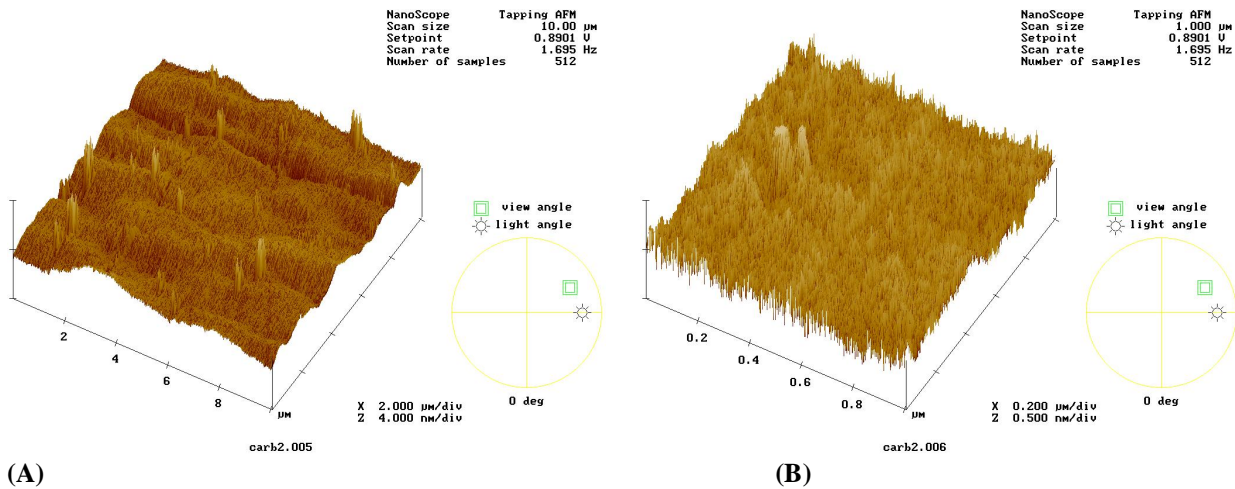 NanoScope Tapping AFM
Scan size 10.00 µm
Setpoint 0.8901 V
Scan rate 1.695 Hz
Number of samples 512
view angle
light angle
0 deg
2
4
6
8
µm
X 2.000 µm/div
Z 4.000 nm/div
carb2.005
(A)
NanoScope Tapping AFM
Scan size 1.000 µm
Setpoint 0.8901 V
Scan rate 1.695 Hz
Number of samples 512
view angle
light angle
0 deg
0.2
0.4
0.6
0.8
µm
X 0.200 µm/div
Z 0.500 nm/div
carb2.006
(B)